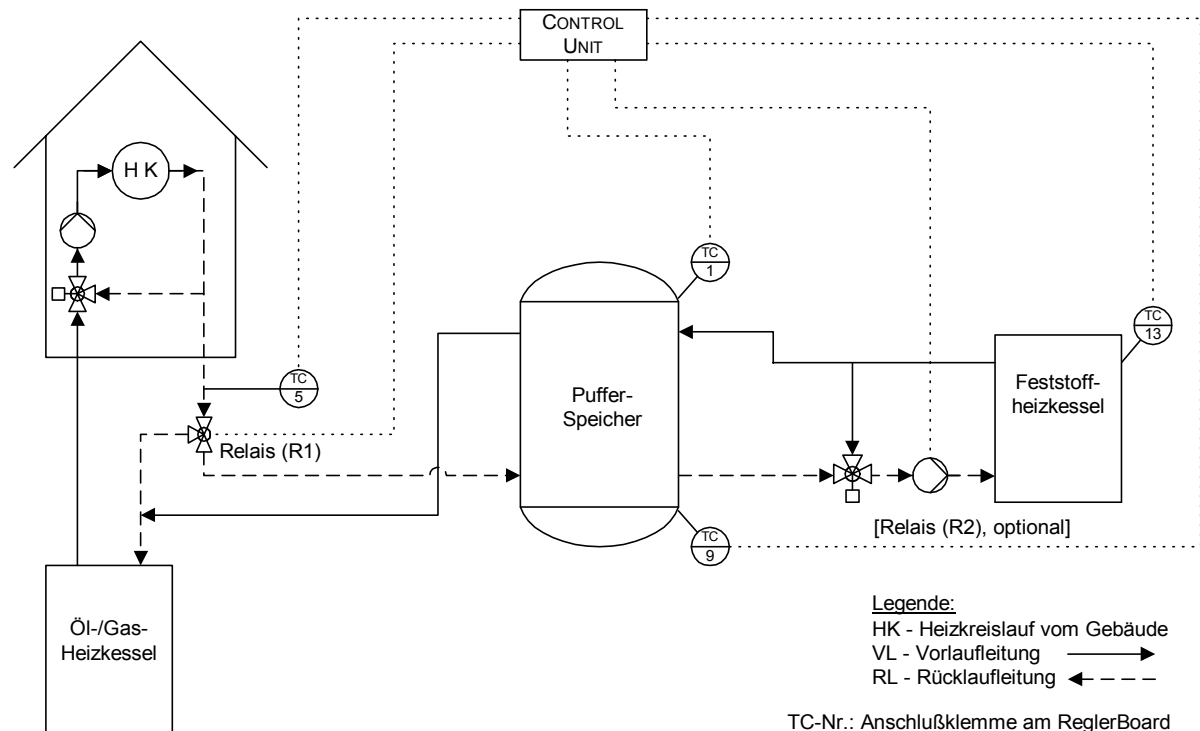 CONTROL
UNIT
H K
TC
1
TC
13
TC
5
Puffer-
Speicher
Feststoff-
heizkessel
Relais (R1)
[Relais (R2), optional]
TC
9
Öl-/Gas-
Heizkessel
Legende:
HK - Heizkreislauf vom Gebäude
VL - Vorlaufleitung
RL - Rücklaufleitung
TC-Nr.: Anschlußklemme am ReglerBoard